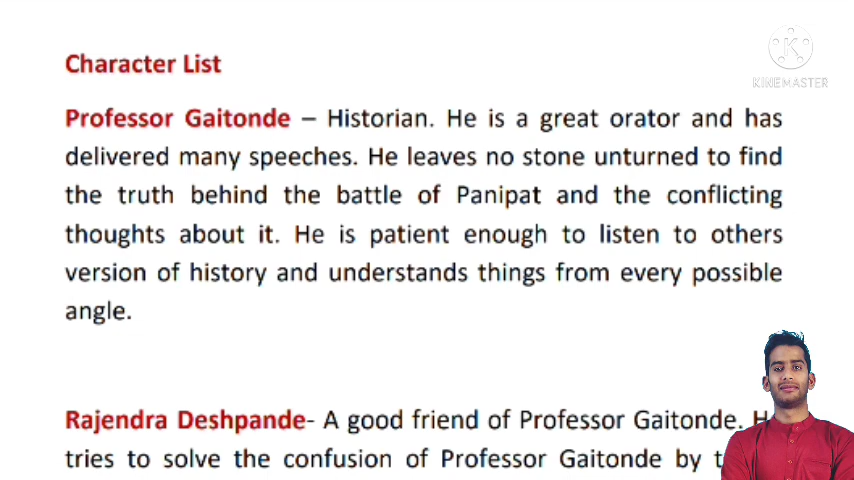 KINEMASTER
Character List
Professor Gaitonde – Historian. He is a great orator and has
delivered many speeches. He leaves no stone unturned to find
the truth behind the battle of Panipat and the conflicting
thoughts about it. He is patient enough to listen to others
version of history and understands things from every possible
angle.
Rajendra Deshpande- A good friend of Professor Gaitonde.
tries to solve the confusion of Professor Gaitonde by